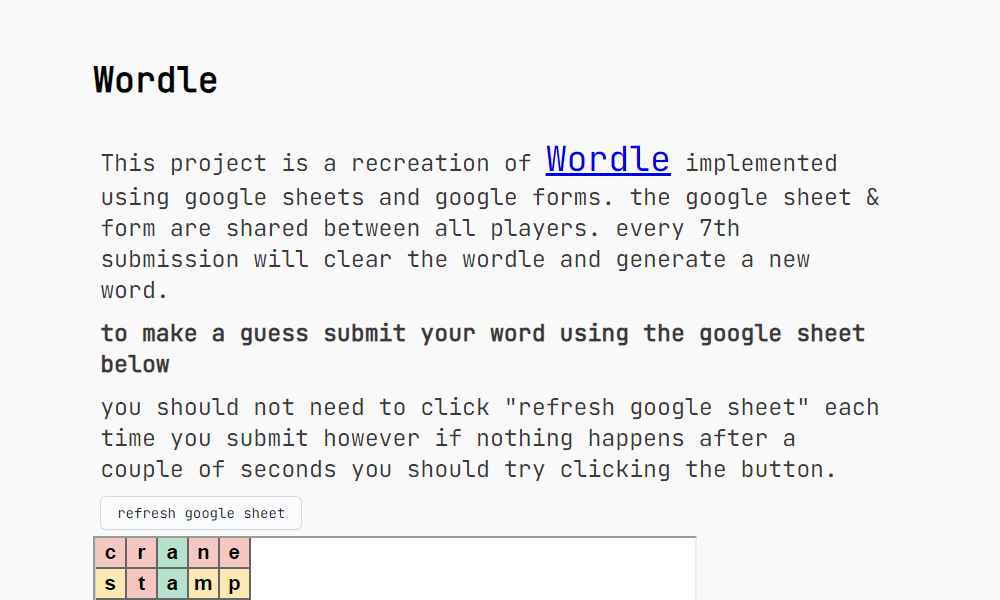 Wordle
This project is a recreation of Wordle implemented
using google sheets and google forms. the google sheet &
form are shared between all players. every 7th
submission will clear the wordle and generate a new
word.
to make a guess submit your word using the google sheet
below
you should not need to click "refresh google sheet" each
time you submit however if nothing happens after a
couple of seconds you should try clicking the button.
refresh google sheet
c r a n e
s t a m p